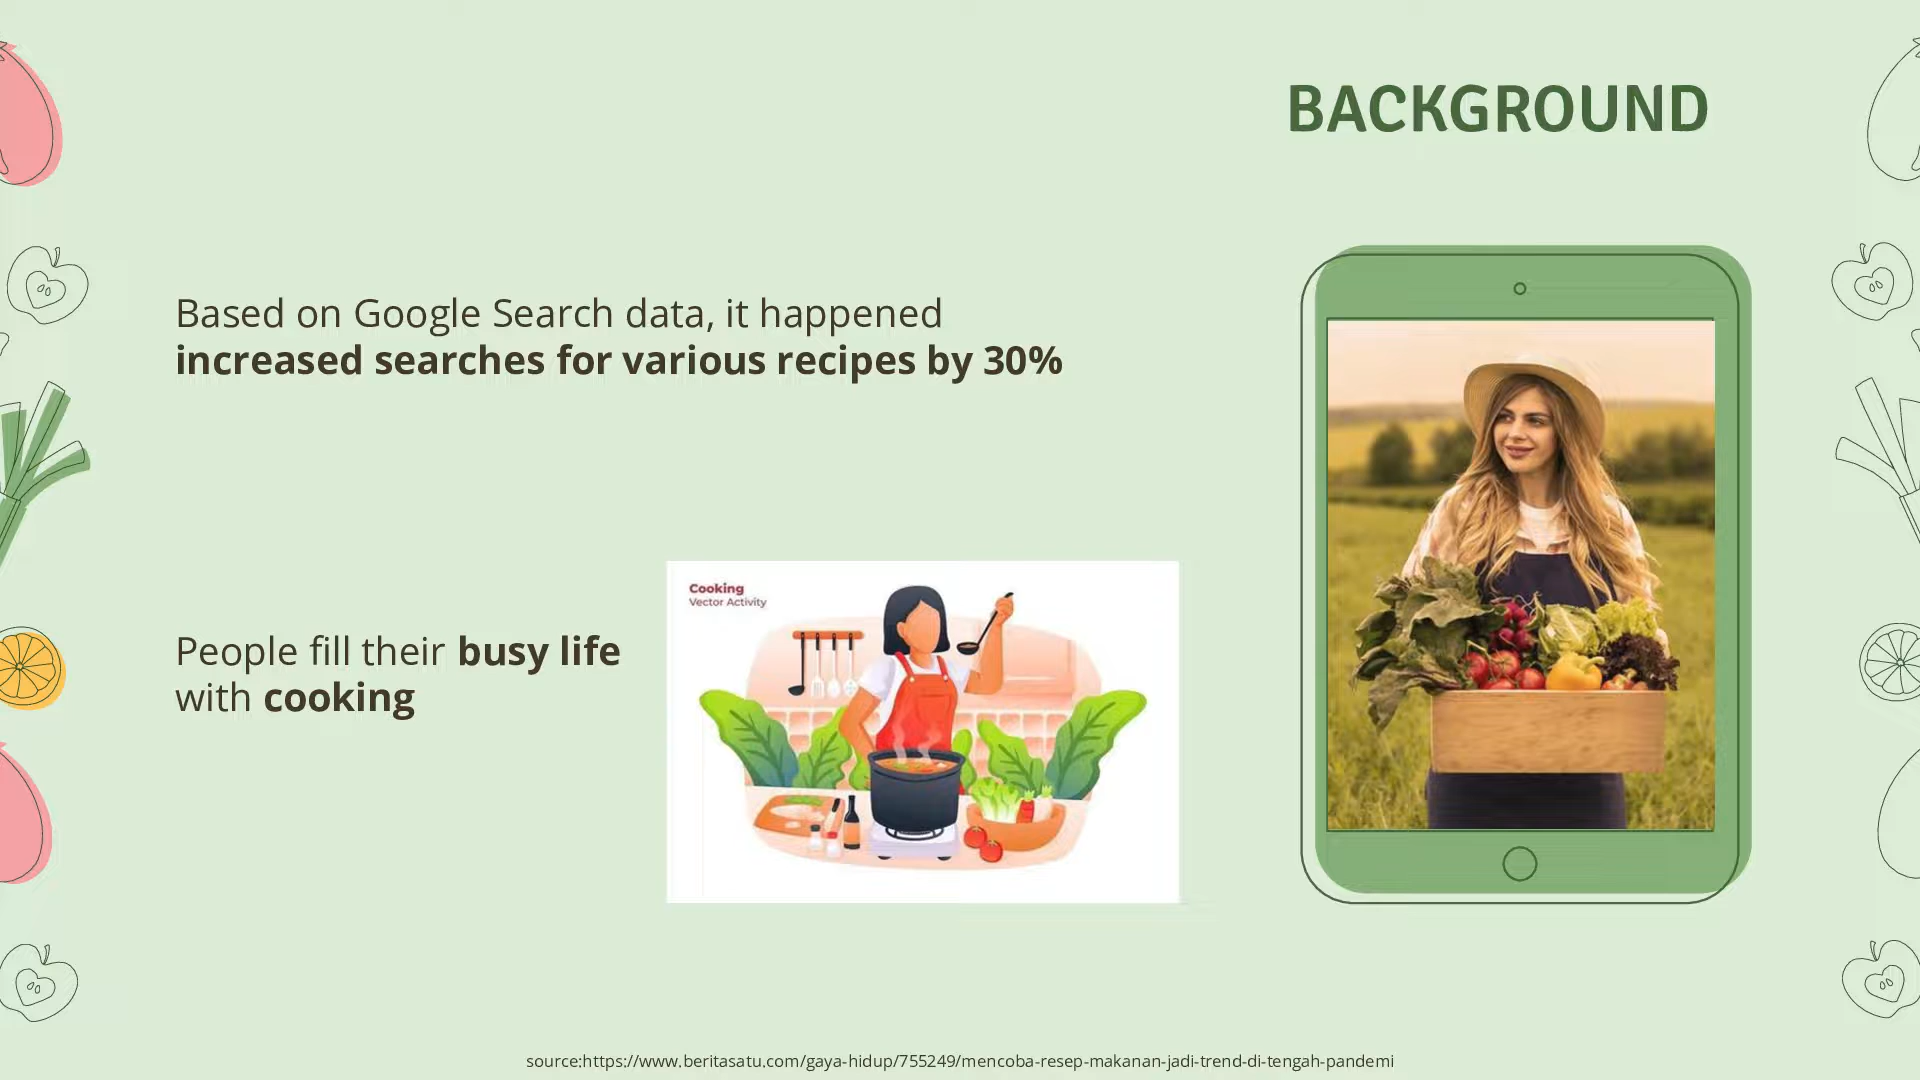 BACKGROUND
Based on Google Search data, it happened
increased searches for various recipes by 30%
People fill their busy life
with cooking
Cooking
Vector Activity
source:https://www.beritasatu.com/gaya-hidup/755249/mencoba-resep-makanan-jadi-trend-di-tengah-pandemi